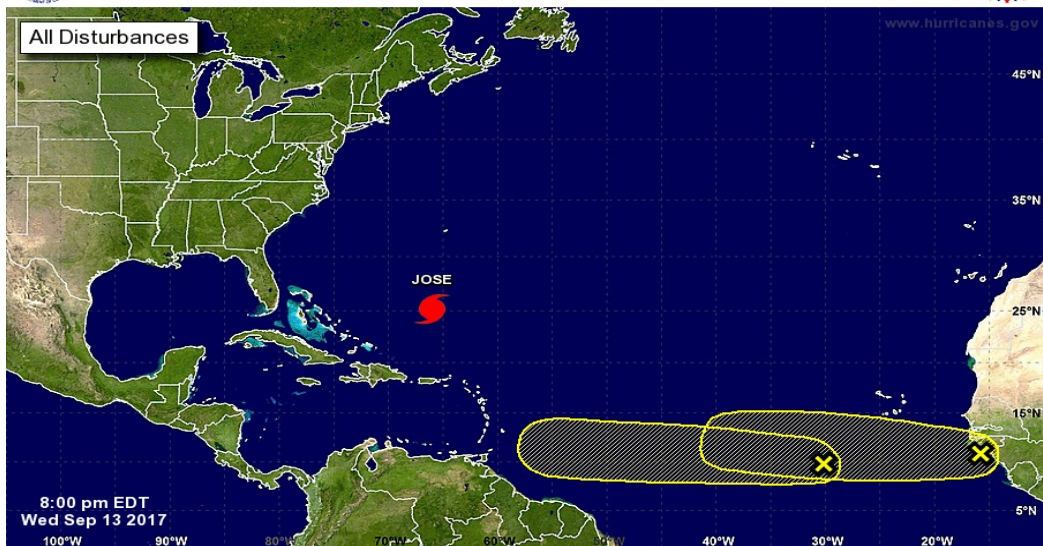 www.hurricanes.gov
All Disturbances
45°N
35°N
JOSE
25°N
15°N
8:00 pm EDT
Wed Sep 13 2017
5°N
100°W 90°W 80°W 70°W 60°W 50°W 40°W 30°W 20°W